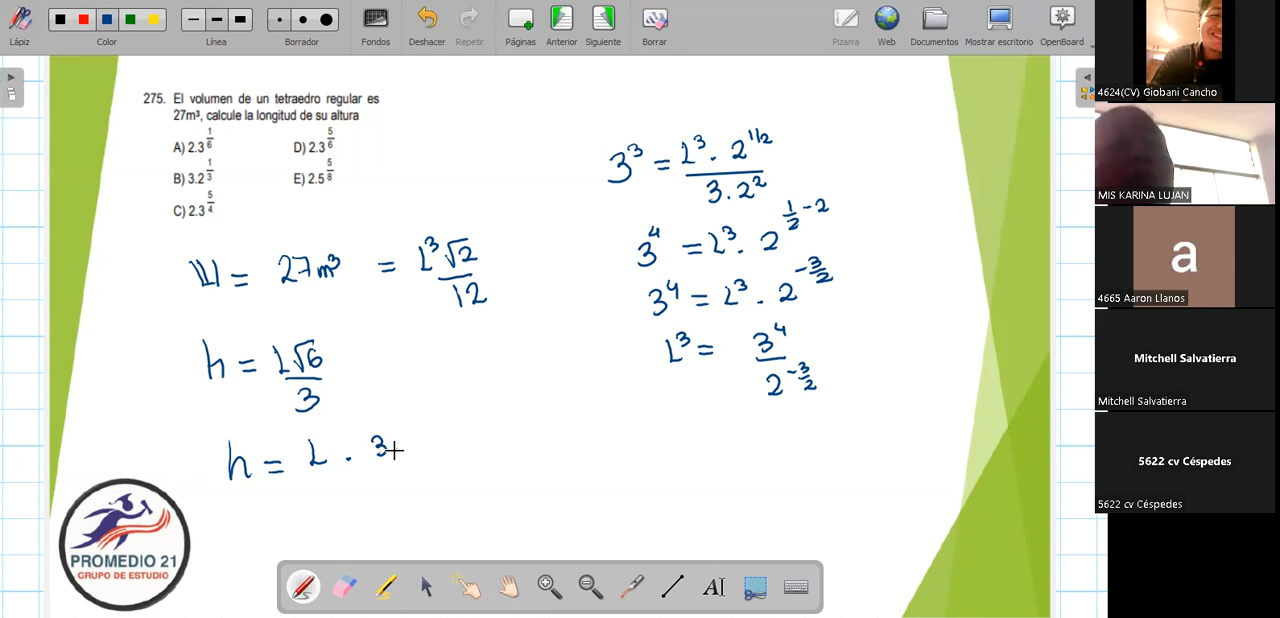 Lápiz
Color
Línea
Borrador
Fondos
Deshacer
Repetir
Páginas
Anterior
Siguiente
Borrar
Pizarra
Web
Documentos
Mostrar escritorio
OpenBoard
275. El volumen de un tetraedro regular es
27m³, calcule la longitud de su altura
A) 2.3^(1/6)
D) 2.3^(5/6)
B) 3.2^(1/3)
E) 2.5^(5/8)
C) 2.3^(5/4)
V = 27m³ = L³√2/12
h = L√6/3
h = L . 3
3³ = L³ . 2^(1/2)/3 . 2²
3⁴ = L³ . 2^(1/2 - 2)
3⁴ = L³ . 2^(-3/2)
L³ = 3⁴/2^(-3/2)
PROMEDIO 21
GRUPO DE ESTUDIO
AI
4624(CV) Giobani Cancho
MIS KARINA LUJAN
a
4665 Aaron Llanos
Mitchell Salvatierra
Mitchell Salvatierra
5622 cv Céspedes
5622 cv Céspedes